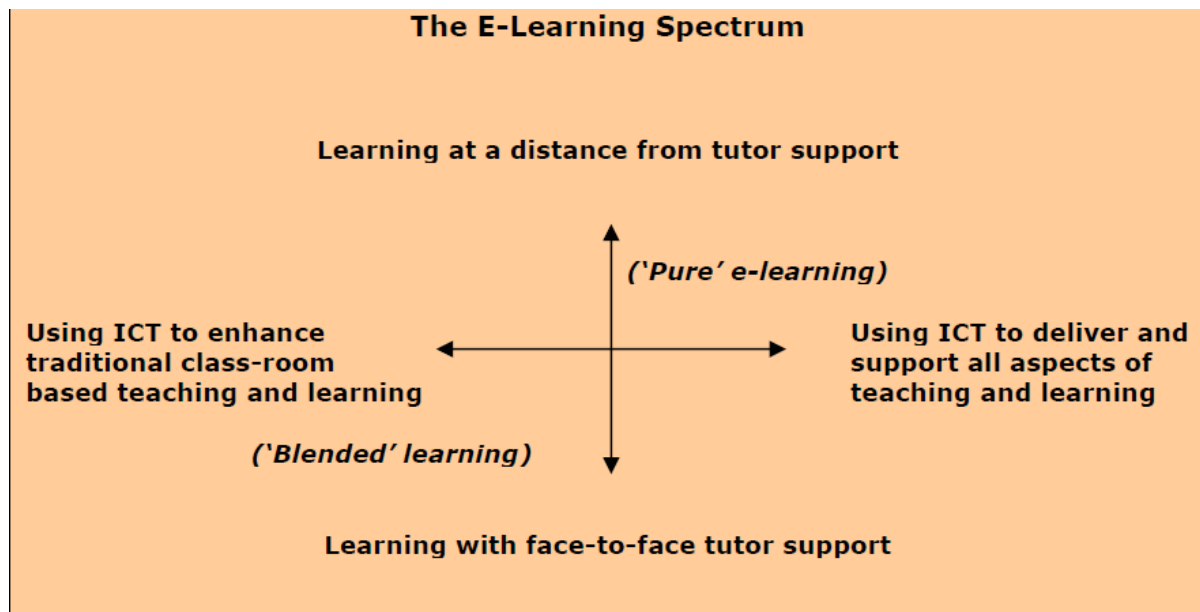 The E-Learning Spectrum
Learning at a distance from tutor support
(‘Pure’ e-learning)
Using ICT to enhance
traditional class-room
based teaching and learning
Using ICT to deliver and
support all aspects of
teaching and learning
(‘Blended’ learning)
Learning with face-to-face tutor support